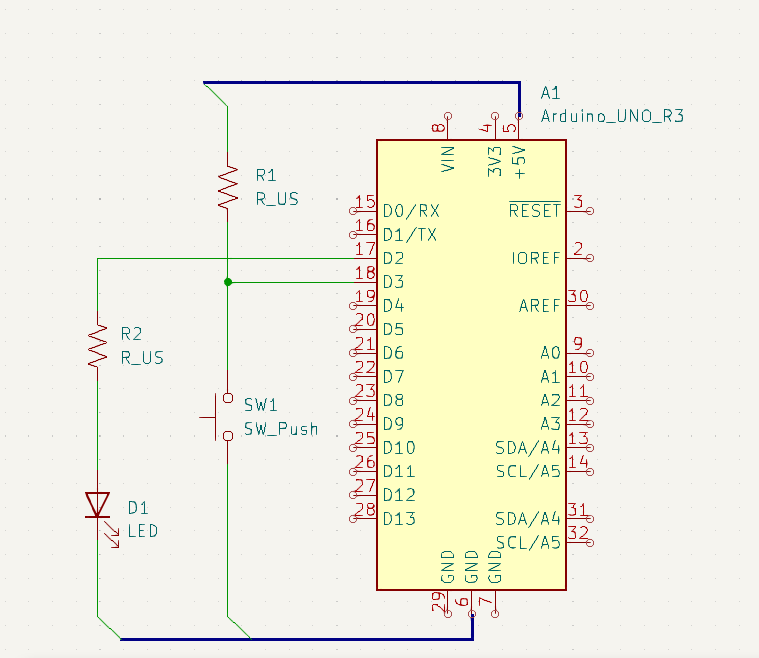 A1
Arduino_UNO_R3
8
4
5
VIN
3V3
+5V
R1
R_US
15
D0/RX
RESET
3
16
D1/TX
17
D2
IOREF
2
18
D3
19
D4
AREF
30
20
D5
R2
R_US
21
D6
A0
9
22
D7
A1
10
23
D8
A2
11
SW1
SW_Push
24
D9
A3
12
25
D10
SDA/A4
13
26
D11
SCL/A5
14
27
D12
28
D13
SDA/A4
31
D1
LED
SCL/A5
32
GND
GND
GND
29
6
7